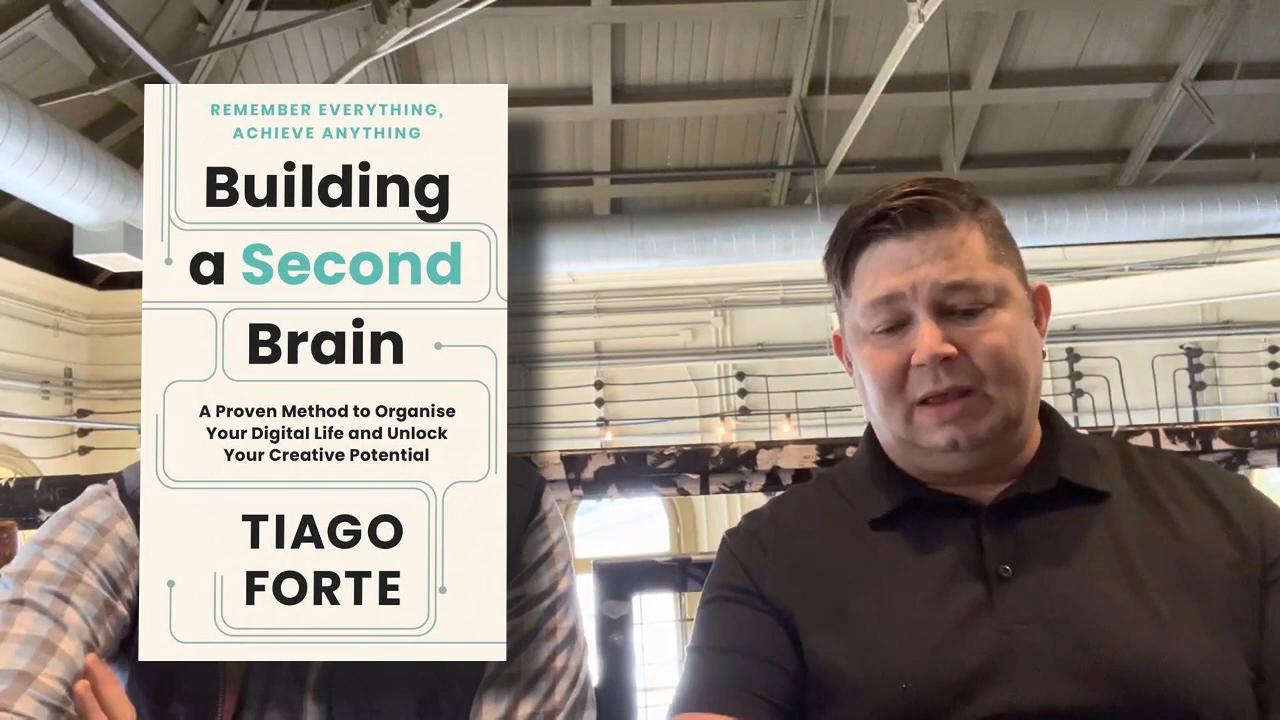 REMEMBER EVERYTHING,
ACHIEVE ANYTHING
Building
a Second
Brain
A Proven Method to Organise
Your Digital Life and Unlock
Your Creative Potential
TIAGO
FORTE